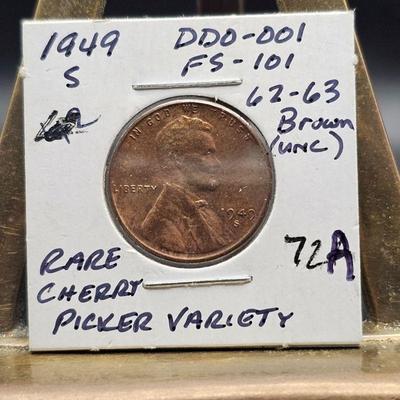 1949
S
DDO-001
FS-101
62-63
Brown
(UNC)
IN GOD WE TRUST
LIBERTY
1949
S
72A
RARE
CHERRY
PICKER VARIETY